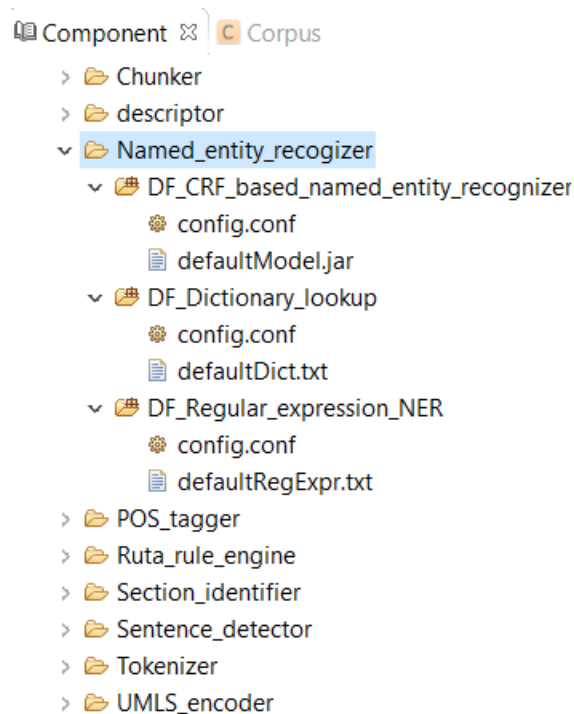 Component C Corpus
Chunker
descriptor
Named_entity_recogizer
DF_CRF_based_named_entity_recognizer
config.conf
defaultModel.jar
DF_Dictionary_lookup
config.conf
defaultDict.txt
DF_Regular_expression_NER
config.conf
defaultRegExpr.txt
POS_tagger
Ruta_rule_engine
Section_identifier
Sentence_detector
Tokenizer
UMLS_encoder